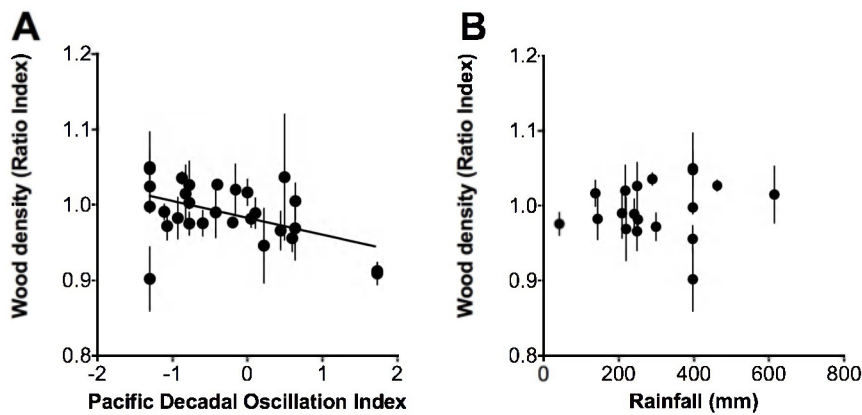 A
Wood density (Ratio Index)
1.2
1.1
1.0
0.9
0.8
-2 -1 0 1 2
Pacific Decadal Oscillation Index
B
Wood density (Ratio Index)
1.2
1.1
1.0
0.9
0.8
0 200 400 600 800
Rainfall (mm)